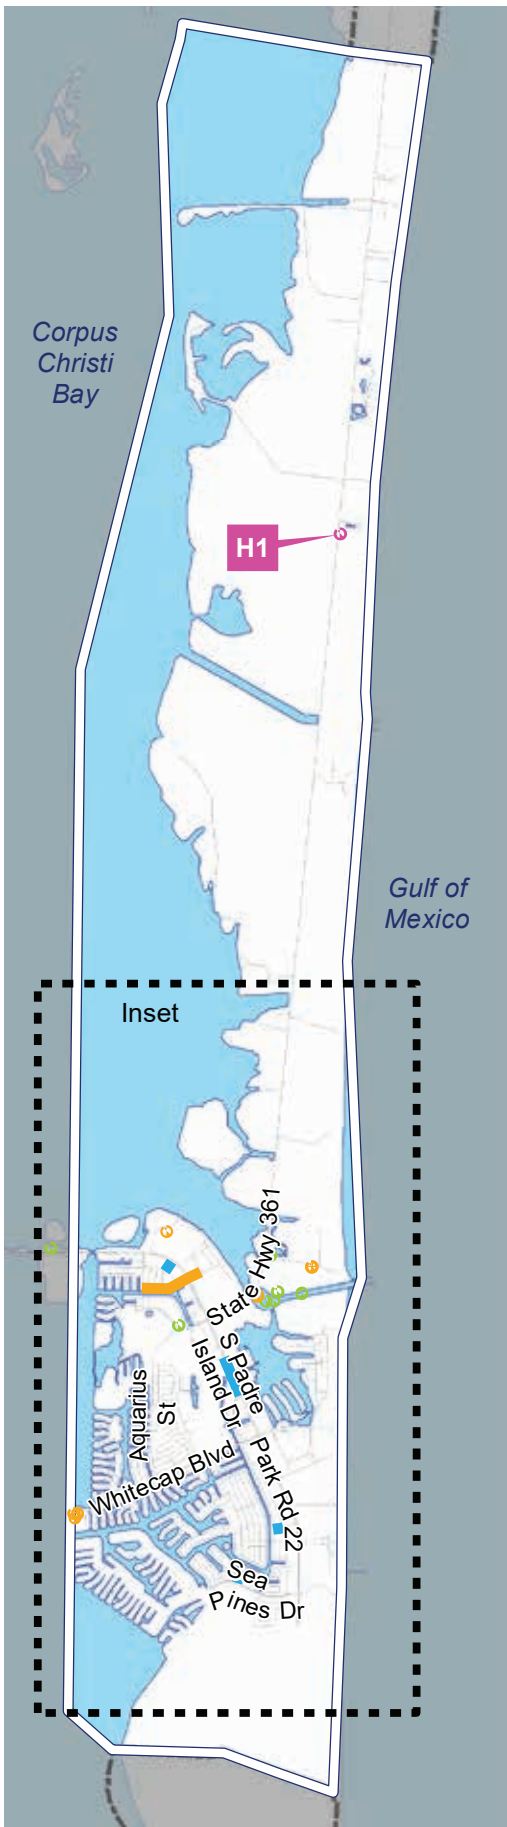 Corpus
Christi
Bay
H1
Gulf of
Mexico
Inset
State Hwy 361
S Padre
Island Dr
Aquarius
St
Whitecap Blvd
Park Rd 22
Sea
Pines Dr